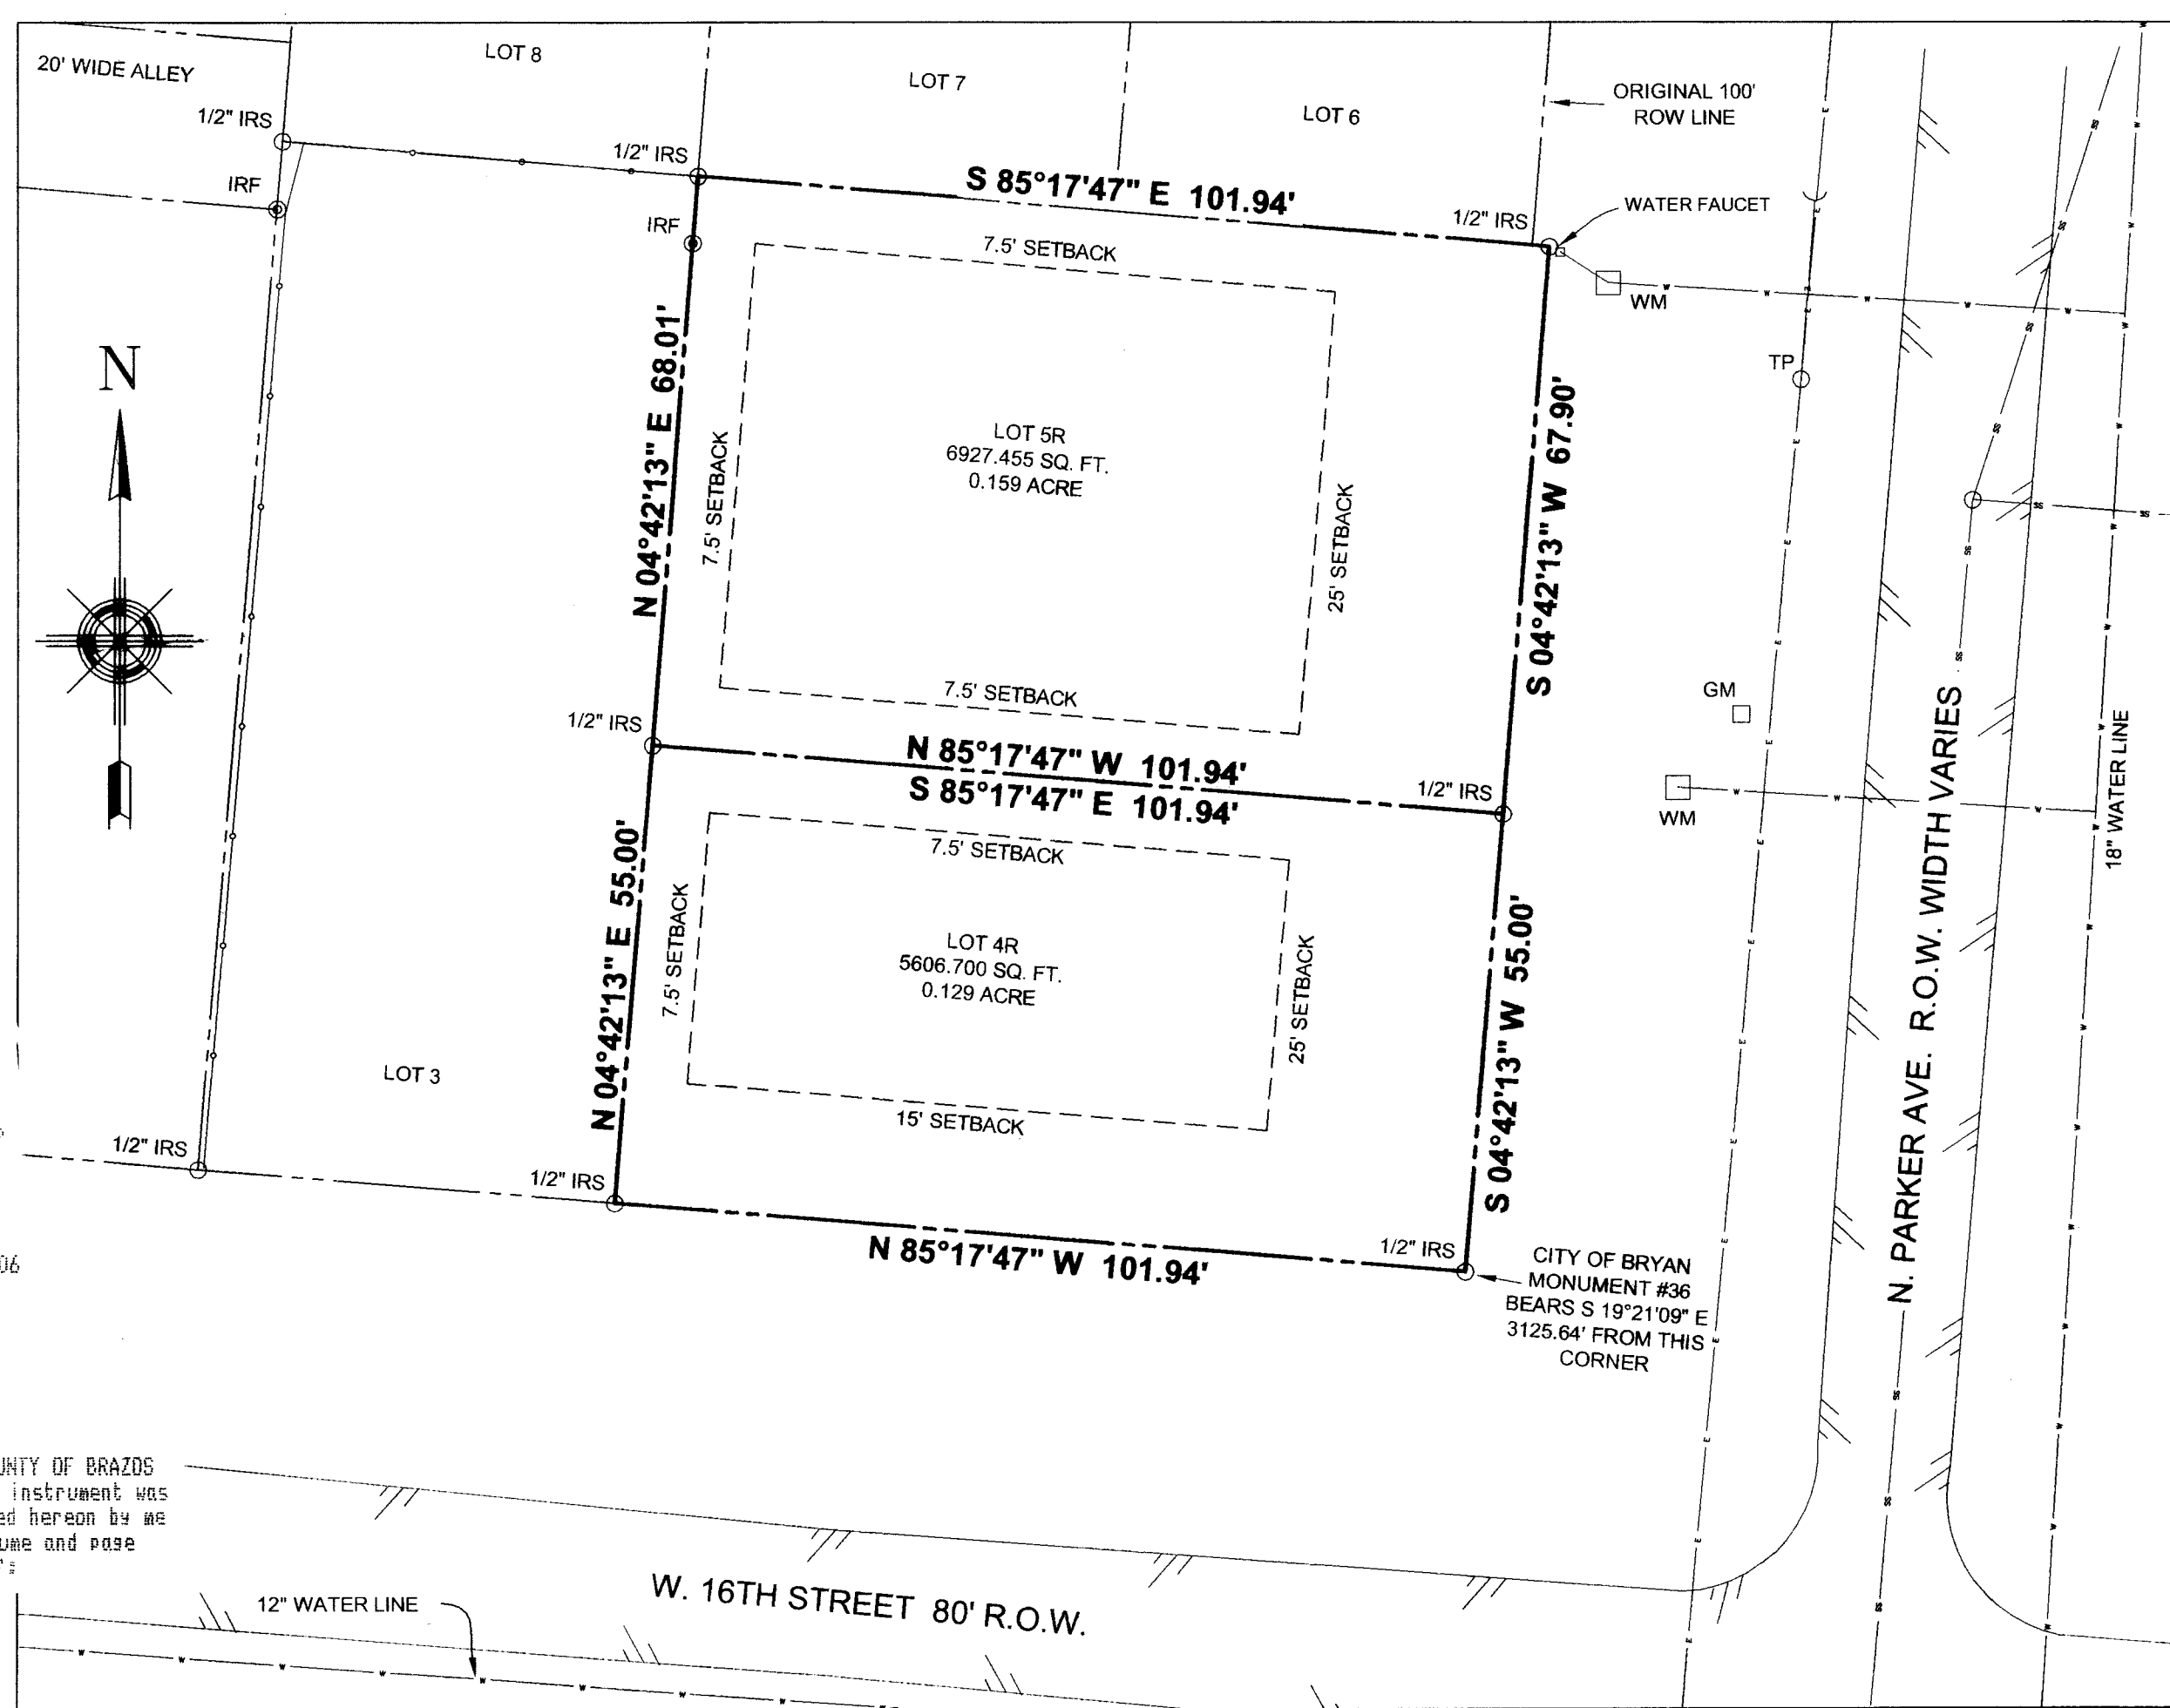 LOT 8
20' WIDE ALLEY
LOT 7
LOT 6
ORIGINAL 100'
ROW LINE
1/2" IRS
1/2" IRS
IRF
IRF
S 85°17'47" E 101.94'
1/2" IRS
WATER FAUCET
7.5' SETBACK
WM
N
TP
N 04°42'13" E 68.01'
7.5' SETBACK
LOT 5R
6927.455 SQ. FT.
0.159 ACRE
25' SETBACK
S 04°42'13" W 67.90'
7.5' SETBACK
GM
1/2" IRS
N 85°17'47" W 101.94'
S 85°17'47" E 101.94'
1/2" IRS
WM
18" WATER LINE
N. PARKER AVE. R.O.W. WIDTH VARIES
7.5' SETBACK
N 04°42'13" E 55.00'
7.5' SETBACK
LOT 4R
5606.700 SQ. FT.
0.129 ACRE
25' SETBACK
S 04°42'13" W 55.00'
LOT 3
15' SETBACK
1/2" IRS
1/2" IRS
N 85°17'47" W 101.94'
1/2" IRS
CITY OF BRYAN
MONUMENT #36
BEARS S 19°21'09" E
3125.64' FROM THIS
CORNER
06
UNTY OF BRAZOS
instrument was
ed hereon by me
ume and page
12" WATER LINE
W. 16TH STREET 80' R.O.W.